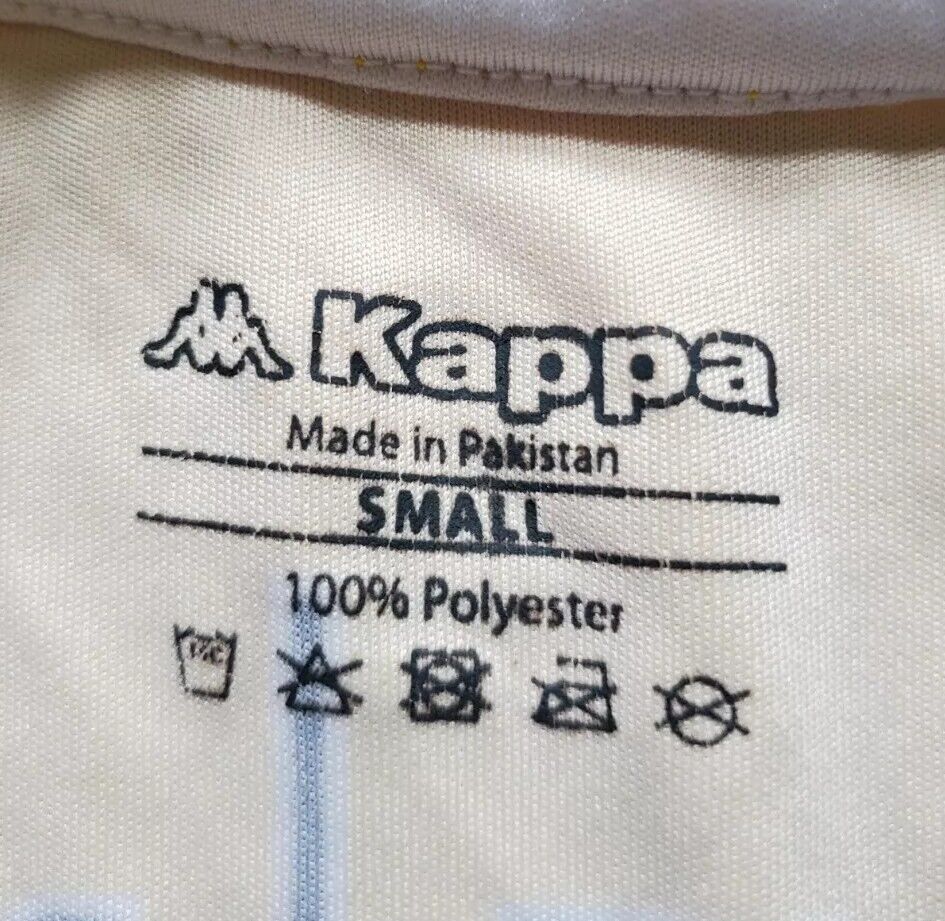 Kappa
Made in Pakistan
SMALL
100% Polyester